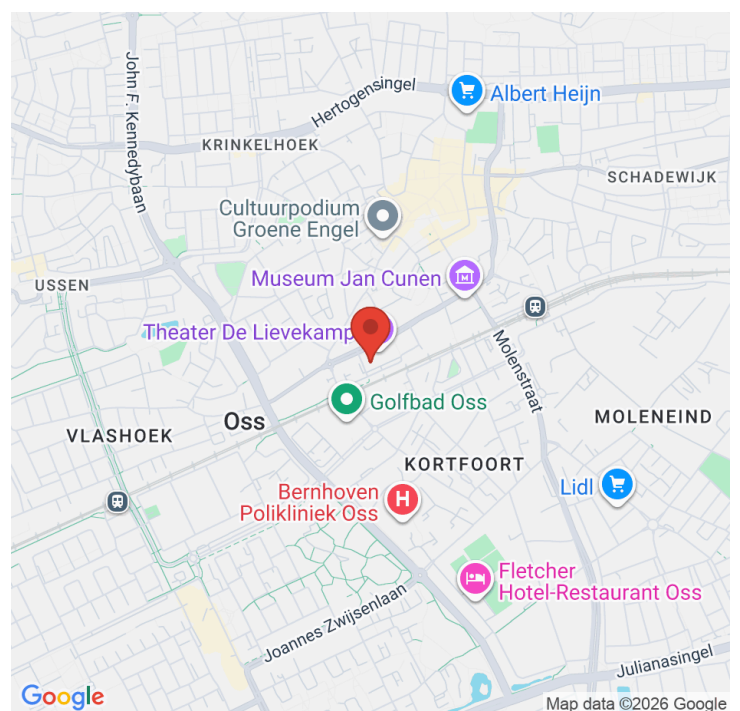 Hertogensingel
Albert Heijn
John F. Kennedybaan
KRINKELHOEK
SCHADEWIJK
Cultuurpodium
Groene Engel
USSEN
Museum Jan Cunen
M
Theater De Lievekamp
Molenstraat
Golfbad Oss
Oss
VLASHOEK
MOLENEIND
KORTFOORT
Bernhoven
Polikliniek Oss
H
Lidl
Fletcher
Hotel-Restaurant Oss
Joannes Zwijsenlaan
Julianasingel
Google
Map data ©2026 Google